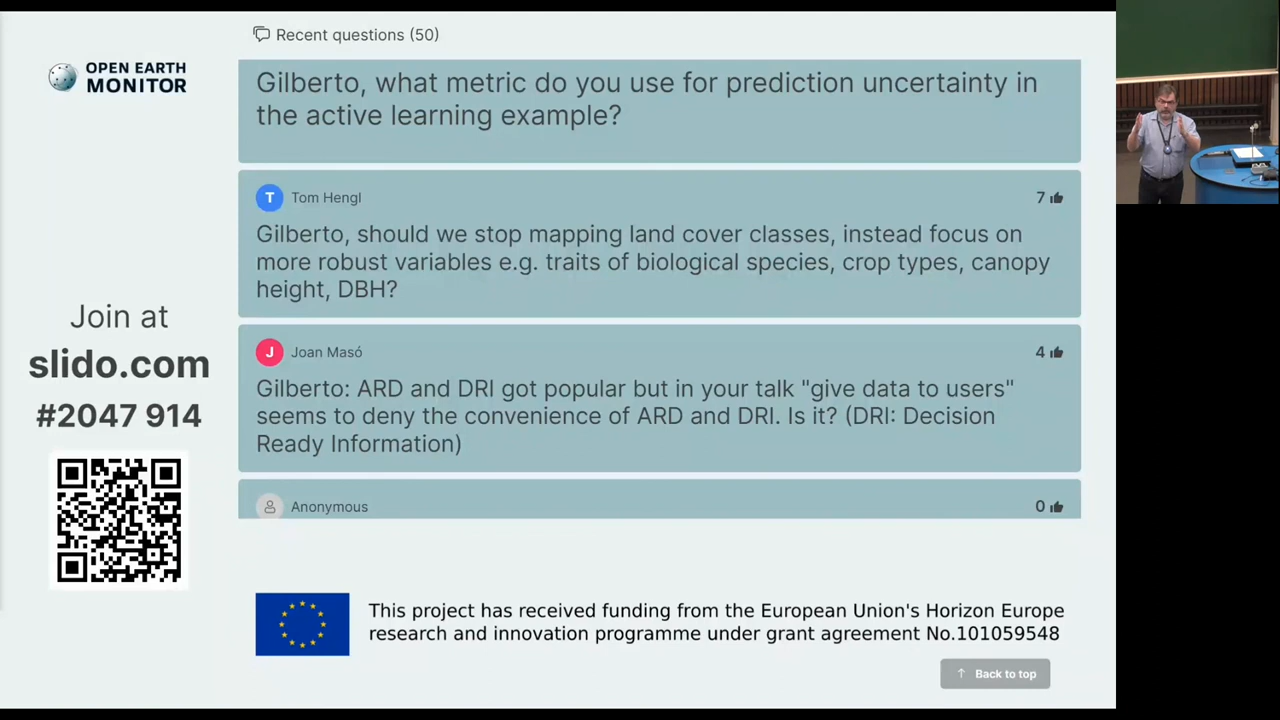 Recent questions (50)
OPEN EARTH
MONITOR
Gilberto, what metric do you use for prediction uncertainty in
the active learning example?
T Tom Hengl 7
Gilberto, should we stop mapping land cover classes, instead focus on
more robust variables e.g. traits of biological species, crop types, canopy
height, DBH?
Join at
slido.com
#2047 914
J Joan Masó 4
Gilberto: ARD and DRI got popular but in your talk "give data to users"
seems to deny the convenience of ARD and DRI. Is it? (DRI: Decision
Ready Information)
Anonymous 0
This project has received funding from the European Union's Horizon Europe
research and innovation programme under grant agreement No.101059548
Back to top